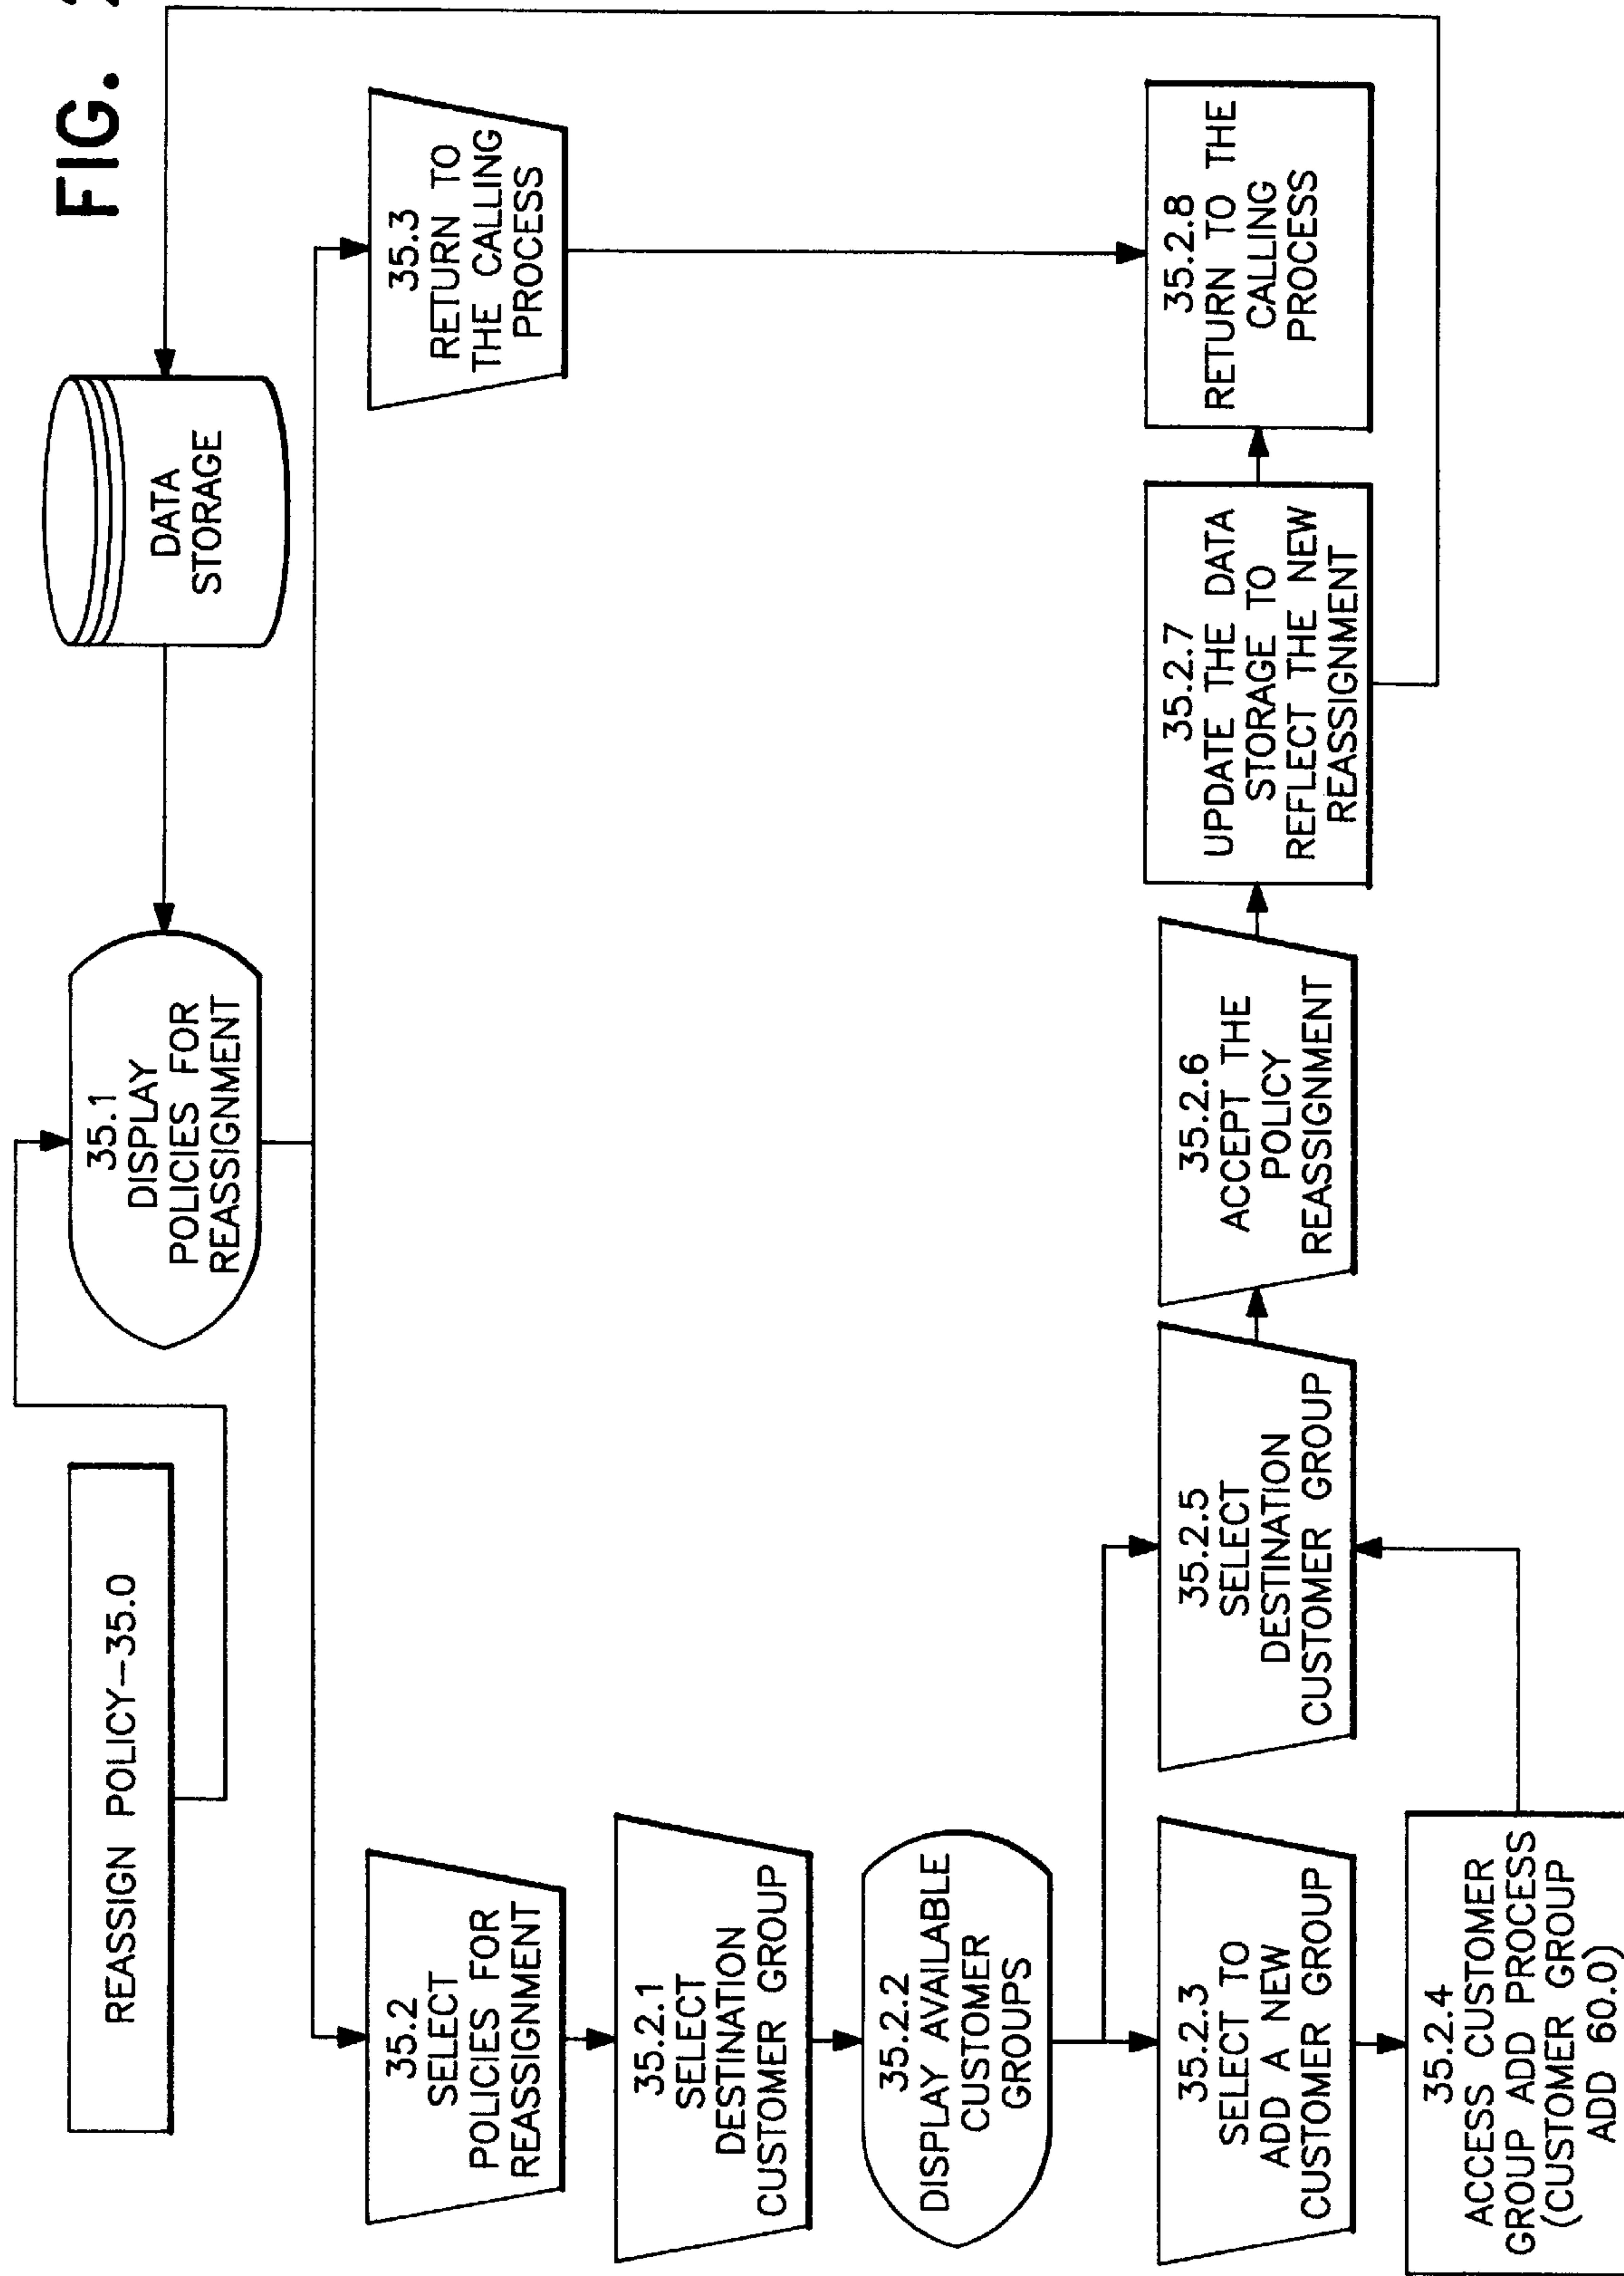 FIG.
REASSIGN POLICY-35.0
35.1
DISPLAY
POLICIES FOR
REASSIGNMENT
DATA
STORAGE
35.2
SELECT
POLICIES FOR
REASSIGNMENT
35.3
RETURN TO
THE CALLING
PROCESS
35.2.1
SELECT
DESTINATION
CUSTOMER GROUP
35.2.2
DISPLAY AVAILABLE
CUSTOMER
GROUPS
35.2.3
SELECT TO
ADD A NEW
CUSTOMER GROUP
35.2.4
ACCESS CUSTOMER
GROUP ADD PROCESS
(CUSTOMER GROUP
ADD 60.0)
35.2.5
SELECT
DESTINATION
CUSTOMER GROUP
35.2.6
ACCEPT THE
POLICY
REASSIGNMENT
35.2.7
UPDATE THE DATA
STORAGE TO
REFLECT THE NEW
REASSIGNMENT
35.2.8
RETURN TO THE
CALLING
PROCESS